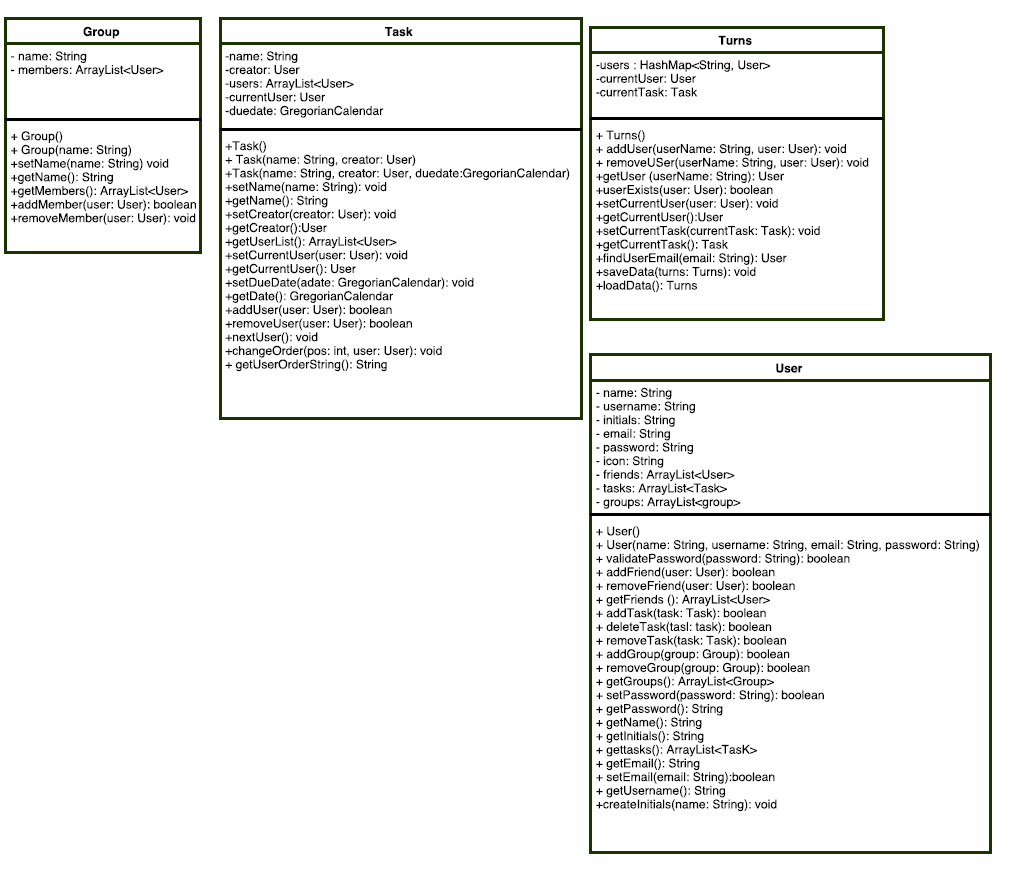 Group
- name: String
- members: ArrayList<User>
+ Group()
+ Group(name: String)
+setName(name: String) void
+getName(): String
+getMembers(): ArrayList<User>
+addMember(user: User): boolean
+removeMember(user: User): void
Task
-name: String
-creator: User
-users: ArrayList<User>
-currentUser: User
-duedate: GregorianCalendar
+Task()
+ Task(name: String, creator: User)
+Task(name: String, creator: User, duedate:GregorianCalendar)
+setName(name: String): void
+getName(): String
+setCreator(creator: User): void
+getCreator():User
+getUserList(): ArrayList<User>
+setCurrentUser(user: User): void
+getCurrentUser(): User
+setDueDate(adate: GregorianCalendar): void
+getDate(): GregorianCalendar
+addUser(user: User): boolean
+removeUser(user: User): boolean
+nextUser(): void
+changeOrder(pos: int, user: User): void
+ getUserOrderString(): String
Turns
-users : HashMap<String, User>
-currentUser: User
-currentTask: Task
+ Turns()
+ addUser(userName: String, user: User): void
+ removeUSer(userName: String, user: User): void
+getUser (userName: String): User
+userExists(user: User): boolean
+setCurrentUser(user: User): void
+getCurrentUser():User
+setCurrentTask(currentTask: Task): void
+getCurrentTask(): Task
+findUserEmail(email: String): User
+saveData(turns: Turns): void
+loadData(): Turns
User
- name: String
- username: String
- initials: String
- email: String
- password: String
- icon: String
- friends: ArrayList<User>
- tasks: ArrayList<Task>
- groups: ArrayList<group>
+ User()
+ User(name: String, username: String, email: String, password: String)
+ validatePassword(password: String): boolean
+ addFriend(user: User): boolean
+ removeFriend(user: User): boolean
+ getFriends (): ArrayList<User>
+ addTask(task: Task): boolean
+ deleteTask(tasl: task): boolean
+ removeTask(task: Task): boolean
+ addGroup(group: Group): boolean
+ removeGroup(group: Group): boolean
+ getGroups(): ArrayList<Group>
+ setPassword(password: String): boolean
+ getPassword(): String
+ getName(): String
+ getInitials(): String
+ gettasks(): ArrayList<TasK>
+ getEmail(): String
+ setEmail(email: String):boolean
+ getUsername(): String
+createInitials(name: String): void